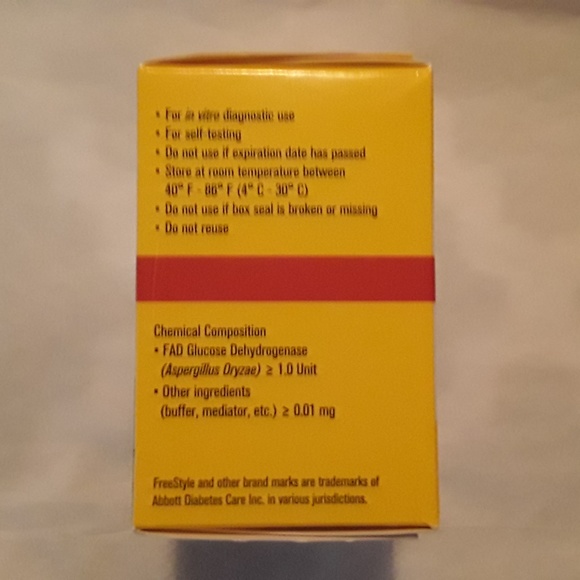 • For in vitro diagnostic use
• For self-testing
• Do not use if expiration date has passed
• Store at room temperature between
40° F - 86° F (4° C - 30° C)
• Do not use if box seal is broken or missing
• Do not reuse
Chemical Composition
• FAD Glucose Dehydrogenase
(Aspergillus Oryzae) ≥ 1.0 Unit
• Other ingredients
(buffer, mediator, etc.) ≥ 0.01 mg
FreeStyle and other brand marks are trademarks of
Abbott Diabetes Care Inc. in various jurisdictions.